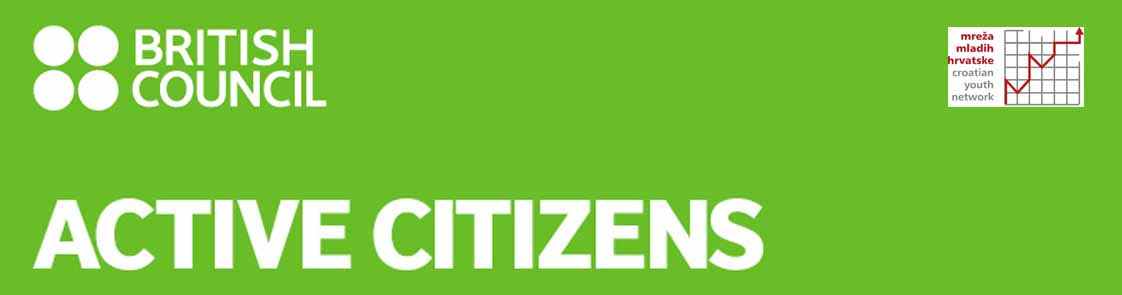 BRITISH
COUNCIL
mreža
mladih
hrvatske
croatian
youth
network
ACTIVE CITIZENS